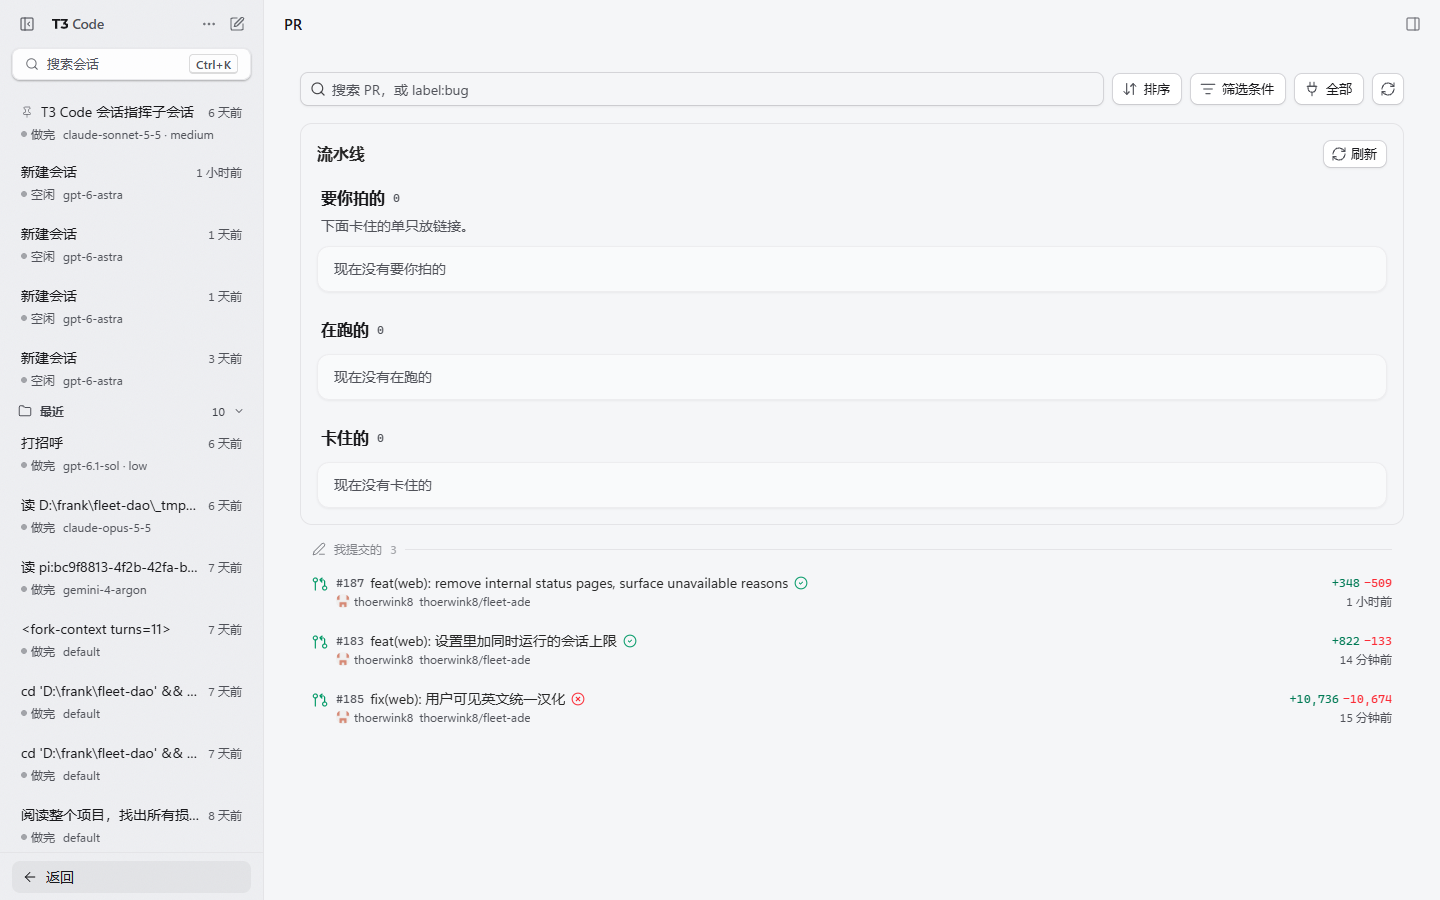 T3 Code
搜索会话 Ctrl+K
T3 Code 会话指挥子会话 6 天前
做完 claude-sonnet-5-5 · medium
新建会话 1 小时前
空闲 gpt-6-astra
新建会话 1 天前
空闲 gpt-6-astra
新建会话 1 天前
空闲 gpt-6-astra
新建会话 3 天前
空闲 gpt-6-astra
最近 10
打招呼 6 天前
做完 gpt-6.1-sol · low
读 D:\frank\fleet-dao\_tmp... 6 天前
做完 claude-opus-5-5
读 pi:bc9f8813-4f2b-42fa-b... 7 天前
做完 gemini-4-argon
<fork-context turns=11> 7 天前
做完 default
cd 'D:\frank\fleet-dao' && ... 7 天前
做完 default
cd 'D:\frank\fleet-dao' && ... 7 天前
做完 default
阅读整个项目，找出所有损... 8 天前
做完 default
返回
PR
搜索 PR，或 label:bug
排序
筛选条件
全部
流水线
刷新
要你拍的 0
下面卡住的单只放链接。
现在没有要你拍的
在跑的 0
现在没有在跑的
卡住的 0
现在没有卡住的
我提交的 3
#187 feat(web): remove internal status pages, surface unavailable reasons +348 -509
thoerwink8 thoerwink8/fleet-ade 1 小时前
#183 feat(web): 设置里加同时运行的会话上限 +822 -133
thoerwink8 thoerwink8/fleet-ade 14 分钟前
#185 fix(web): 用户可见英文统一汉化 +10,736 -10,674
thoerwink8 thoerwink8/fleet-ade 15 分钟前